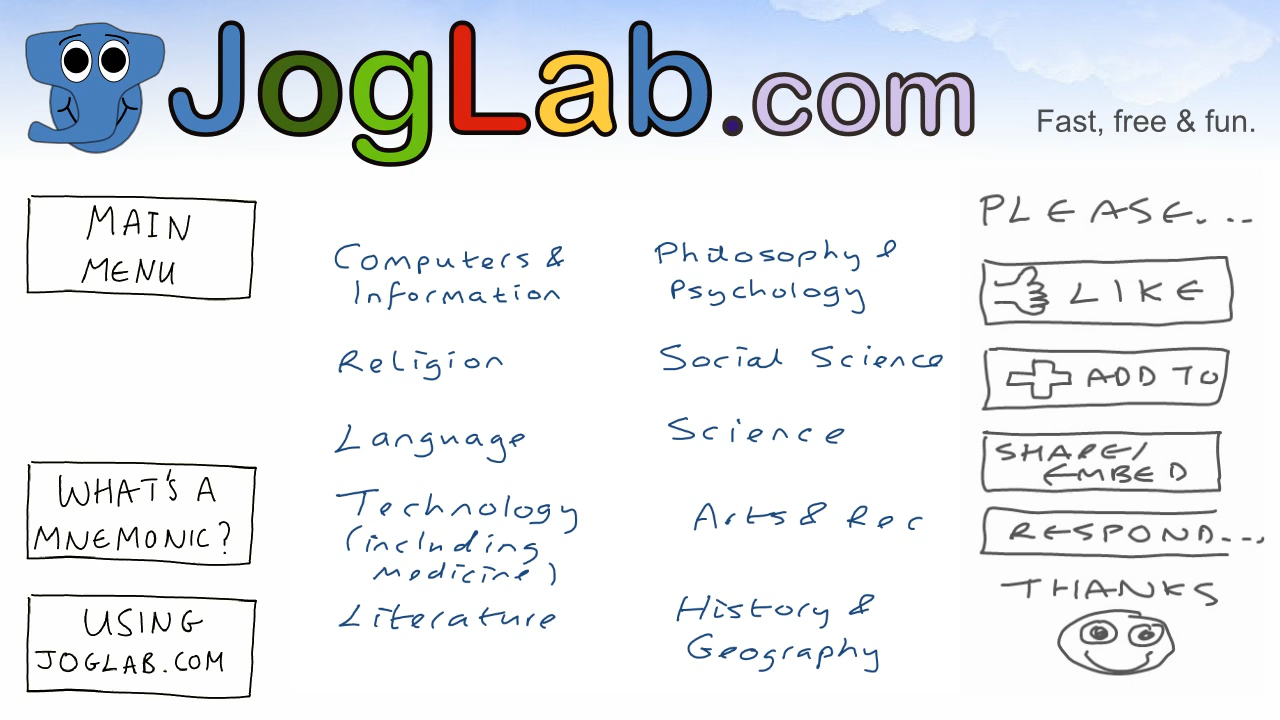 JogLab.com
Fast, free & fun.
MAIN
MENU
WHAT'S A
MNEMONIC?
USING
JOGLAB.COM
Computers &
Information
Religion
Language
Technology
(including
medicine)
Literature
Philosophy &
Psychology
Social Science
Science
Arts & Rec
History &
Geography
PLEASE...
LIKE
ADD TO
SHARE/
EMBED
RESPOND...
THANKS